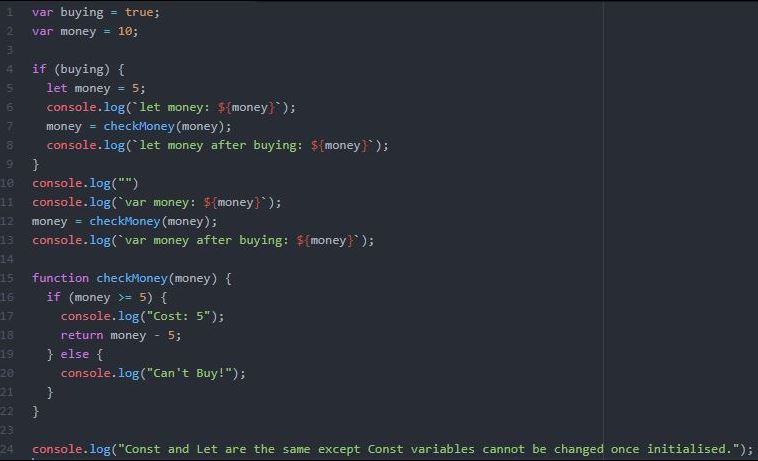 1 var buying = true;
2 var money = 10;
3
4 if (buying) {
5   let money = 5;
6   console.log(`let money: ${money}`);
7   money = checkMoney(money);
8   console.log(`let money after buying: ${money}`);
9 }
10 console.log("")
11 console.log(`var money: ${money}`);
12 money = checkMoney(money);
13 console.log(`var money after buying: ${money}`);
14
15 function checkMoney(money) {
16   if (money >= 5) {
17     console.log("Cost: 5");
18     return money - 5;
19   } else {
20     console.log("Can't Buy!");
21   }
22 }
23
24 console.log("Const and Let are the same except Const variables cannot be changed once initialised.");